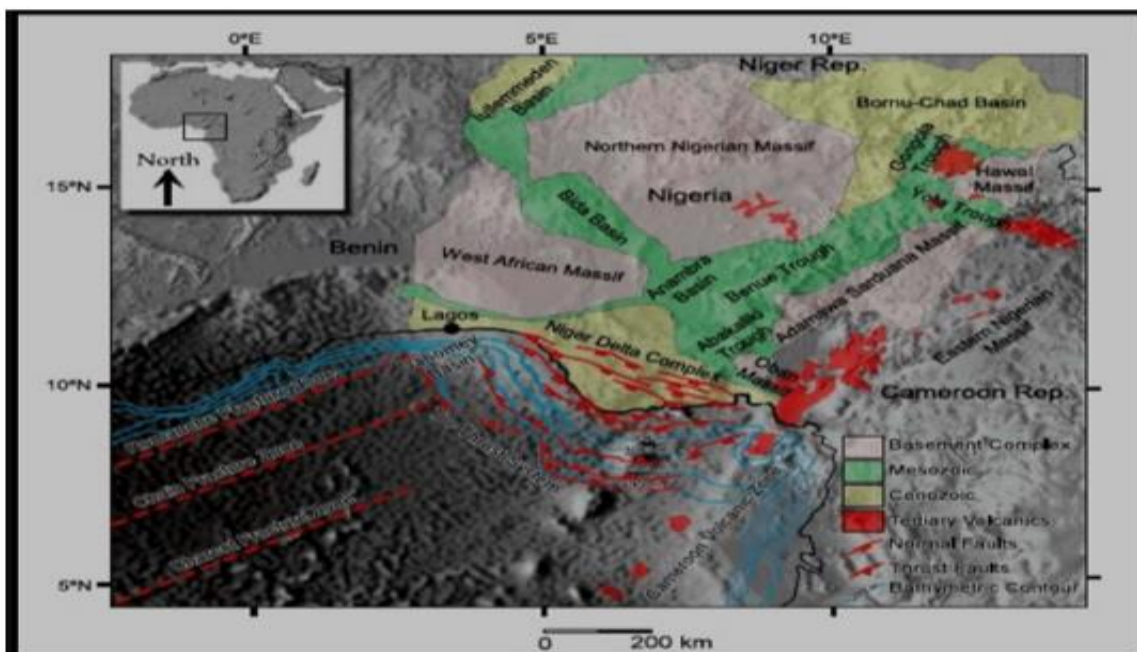 0°E
5°E
10°E
Niger Rep.
Iullemmeden
Basin
Bornu-Chad Basin
North
Northern Nigerian Massif
Gongola
Trough
Hawal
Massif
15°N
Nigeria
Yola Trough
Bida Basin
Benin
West African Massif
Anambra
Basin
Benue Trough
Adamawa Sarduana Massif
Lagos
Niger Delta Complex
Abakaliki
Trough
Eastern Nigerian
Massif
10°N
Cameroon Rep.
Cameroon Volcanic Zone
Basement Complex
Mesozoic
Cenozoic
Tertiary Volcanics
Normal Faults
Thrust Faults
Bathymetric Contour
5°N
0
200 km